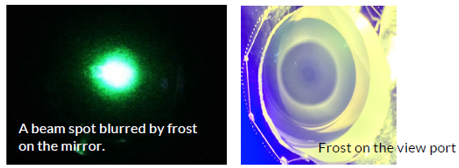 A beam spot blurred by frost
on the mirror.
Frost on the view port